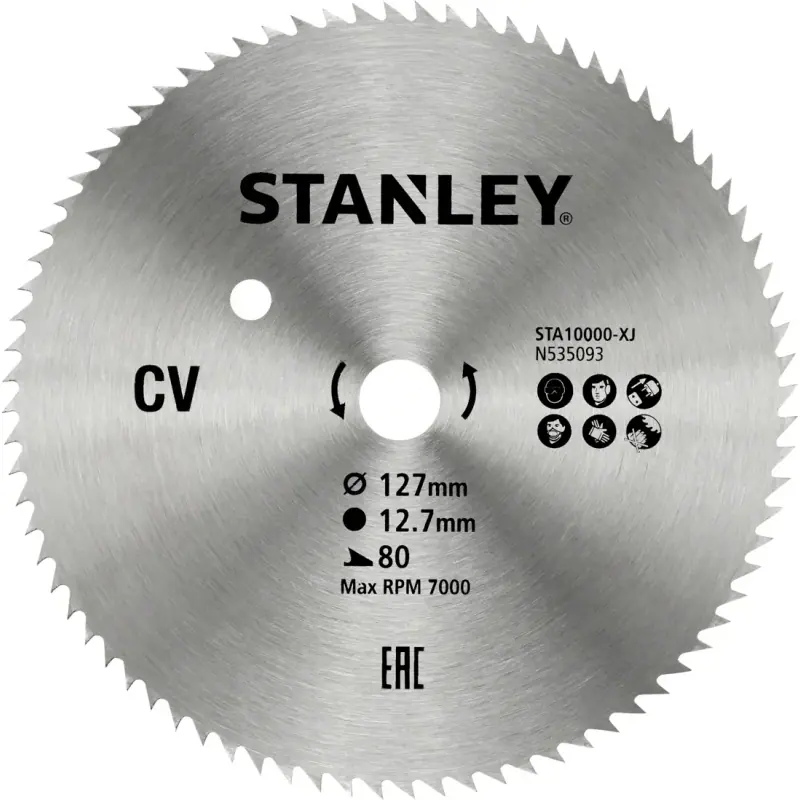 STANLEY®
STA10000-XJ
N535093
CV
Ø 127mm
12.7mm
80
Max RPM 7000
EAC